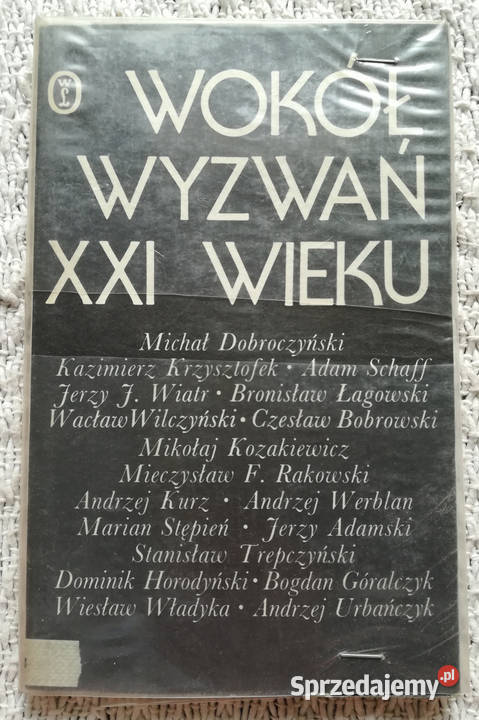 WL
WOKÓŁ
WYZWAŃ
XXI WIEKU
Michał Dobroczyński
Kazimierz Krzysztofek • Adam Schaff
Jerzy J. Wiatr • Bronisław Łagowski
Wacław Wilczyński • Czesław Bobrowski
Mikołaj Kozakiewicz
Mieczysław F. Rakowski
Andrzej Kurz • Andrzej Werblan
Marian Stępień • Jerzy Adamski
Stanisław Trepczyński
Dominik Horodyński • Bogdan Góralczyk
Wiesław Władyka • Andrzej Urbańczyk
Sprzedajemy.pl